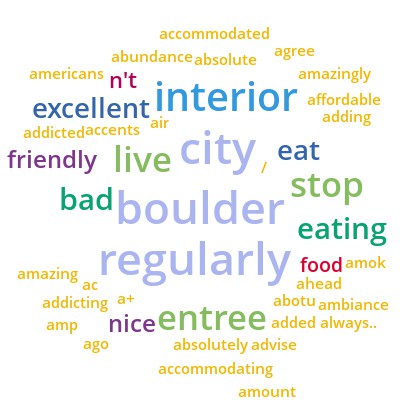 accommodated
abundance absolute agree
americans n't amazingly
excellent interior affordable
adding
addicted accents air
friendly live city / eat
bad boulder stop
eating
regularly food amok
amazing ac ahead
addicting a+ abotu ambiance
amp nice entree added always..
ago absolutely advise
accommodating
amount